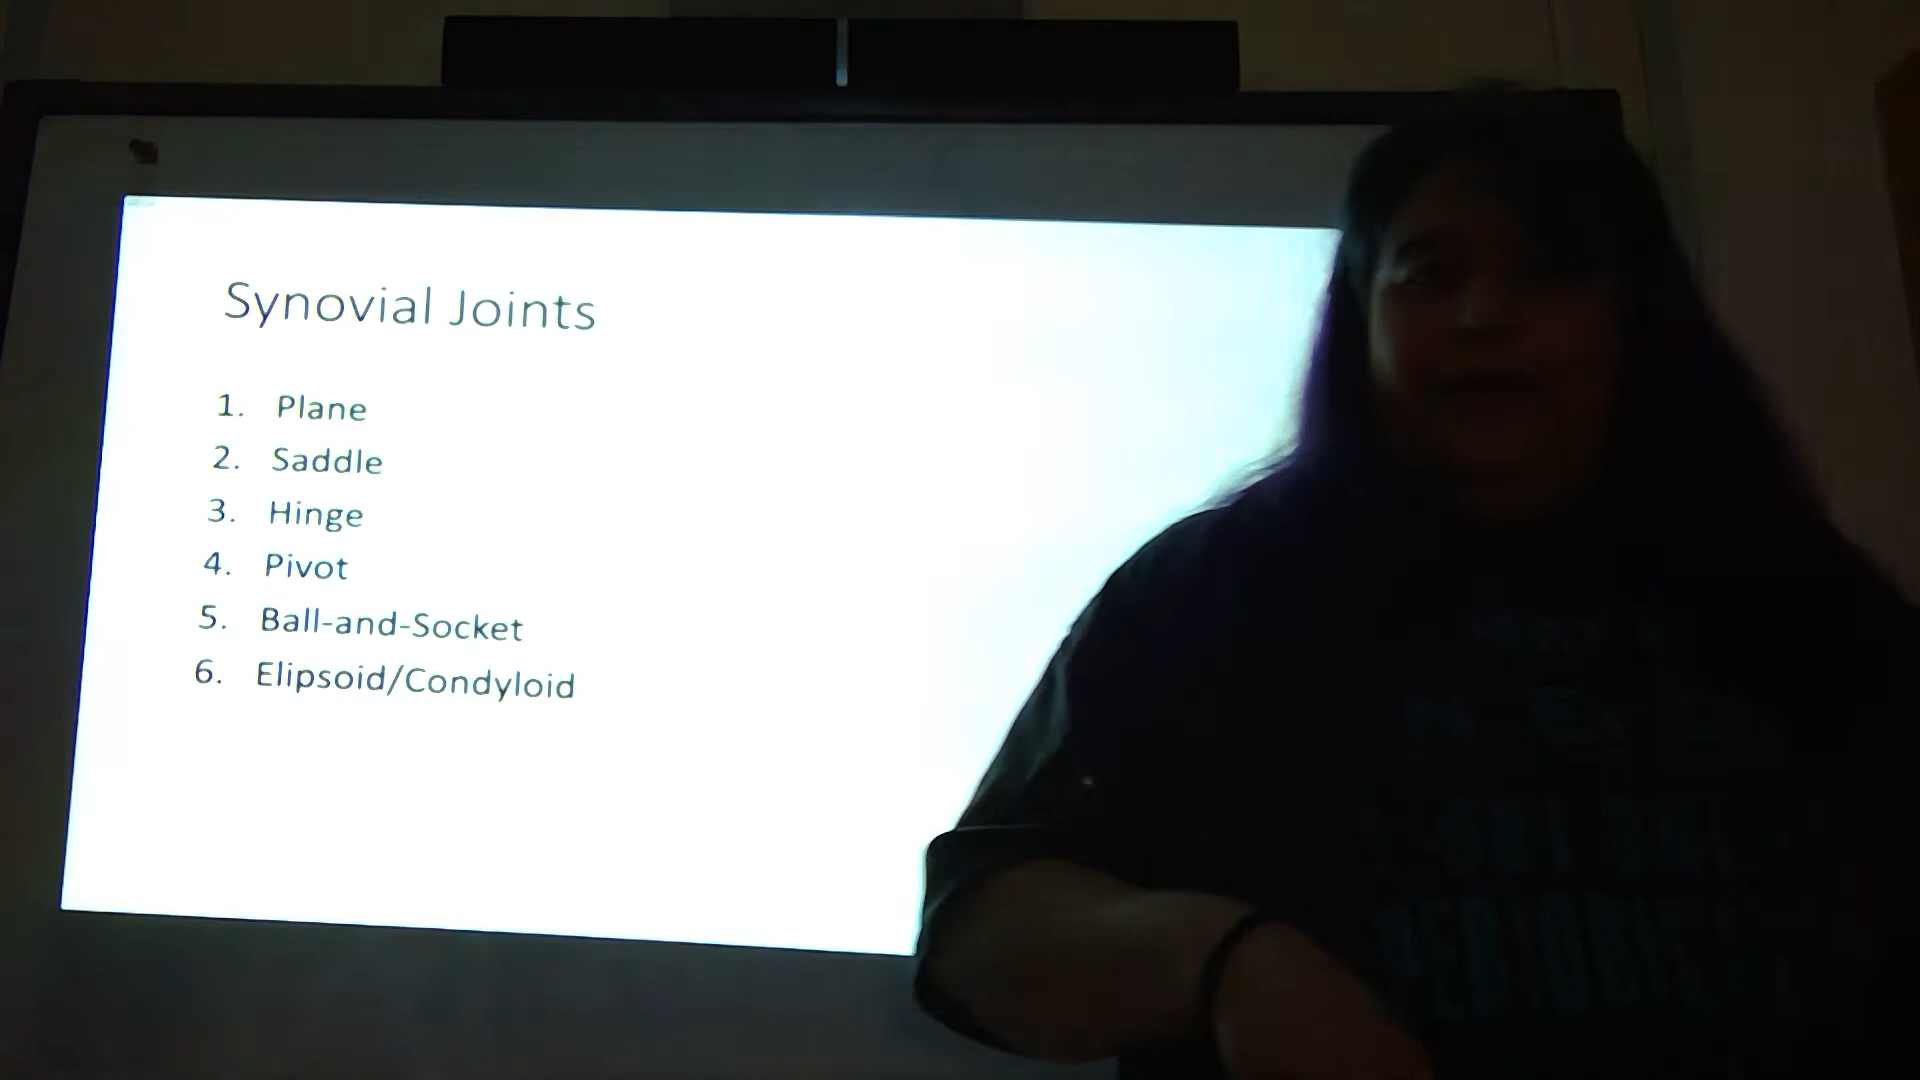 Synovial Joints
1. Plane
2. Saddle
3. Hinge
4. Pivot
5. Ball-and-Socket
6. Elipsoid/Condyloid